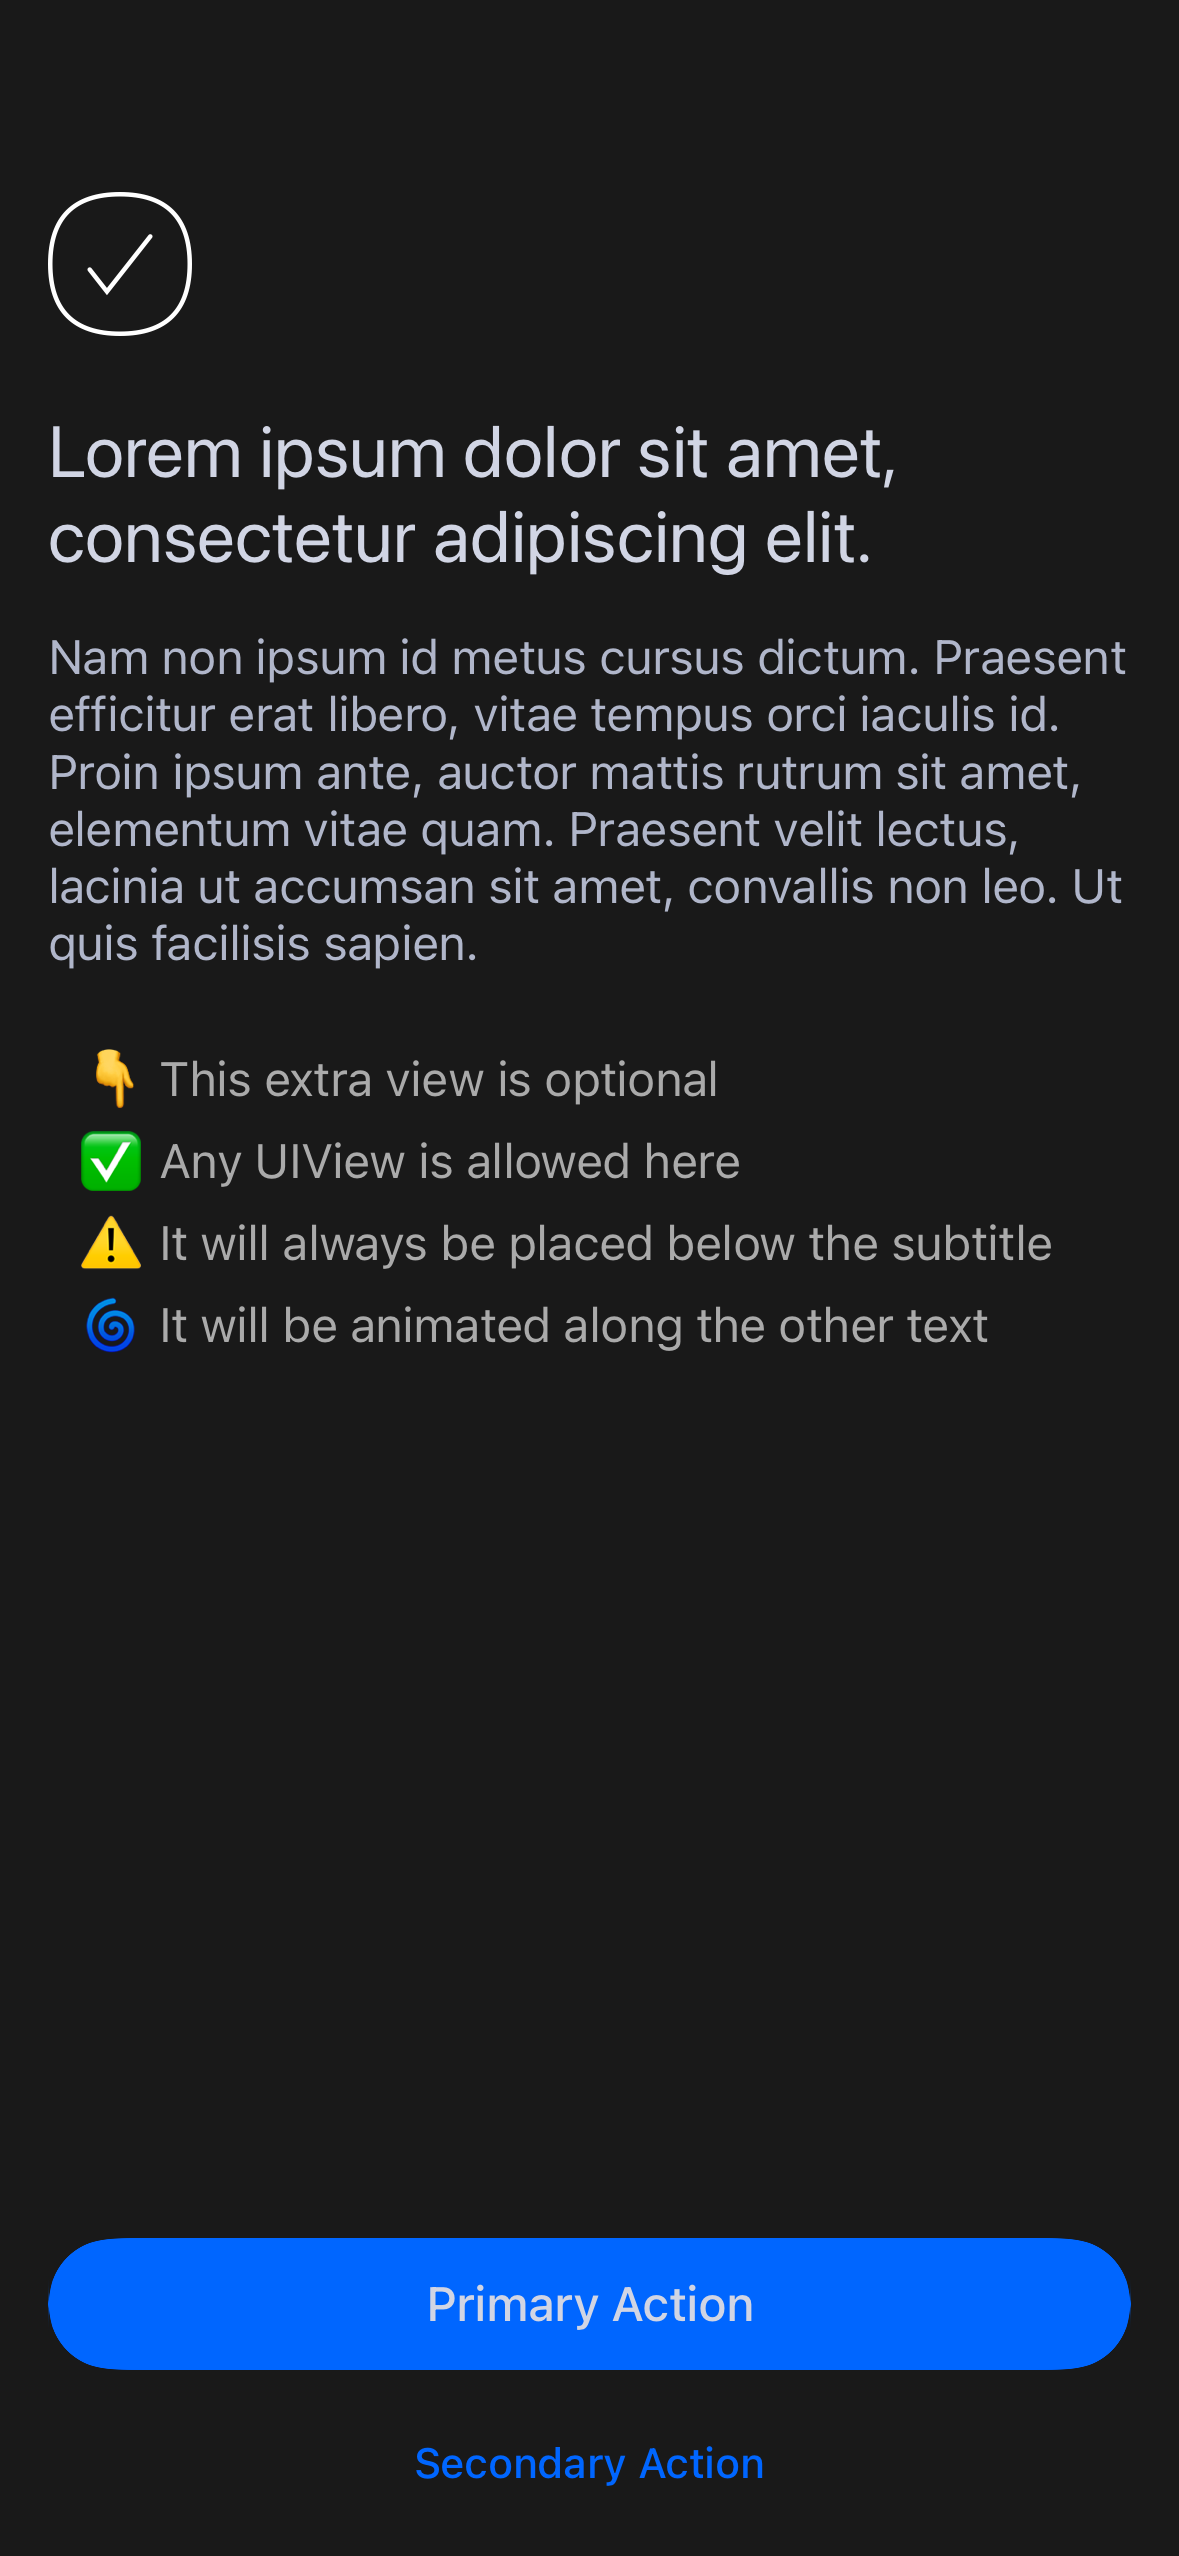 Lorem ipsum dolor sit amet,
consectetur adipiscing elit.
Nam non ipsum id metus cursus dictum. Praesent
efficitur erat libero, vitae tempus orci iaculis id.
Proin ipsum ante, auctor mattis rutrum sit amet,
elementum vitae quam. Praesent velit lectus,
lacinia ut accumsan sit amet, convallis non leo. Ut
quis facilisis sapien.
👇 This extra view is optional
✅ Any UIView is allowed here
⚠️ It will always be placed below the subtitle
🌀 It will be animated along the other text
Primary Action
Secondary Action